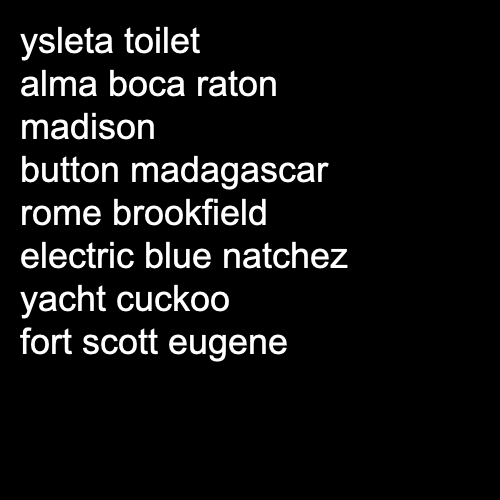 ysleta toilet
alma boca raton
madison
button madagascar
rome brookfield
electric blue natchez
yacht cuckoo
fort scott eugene